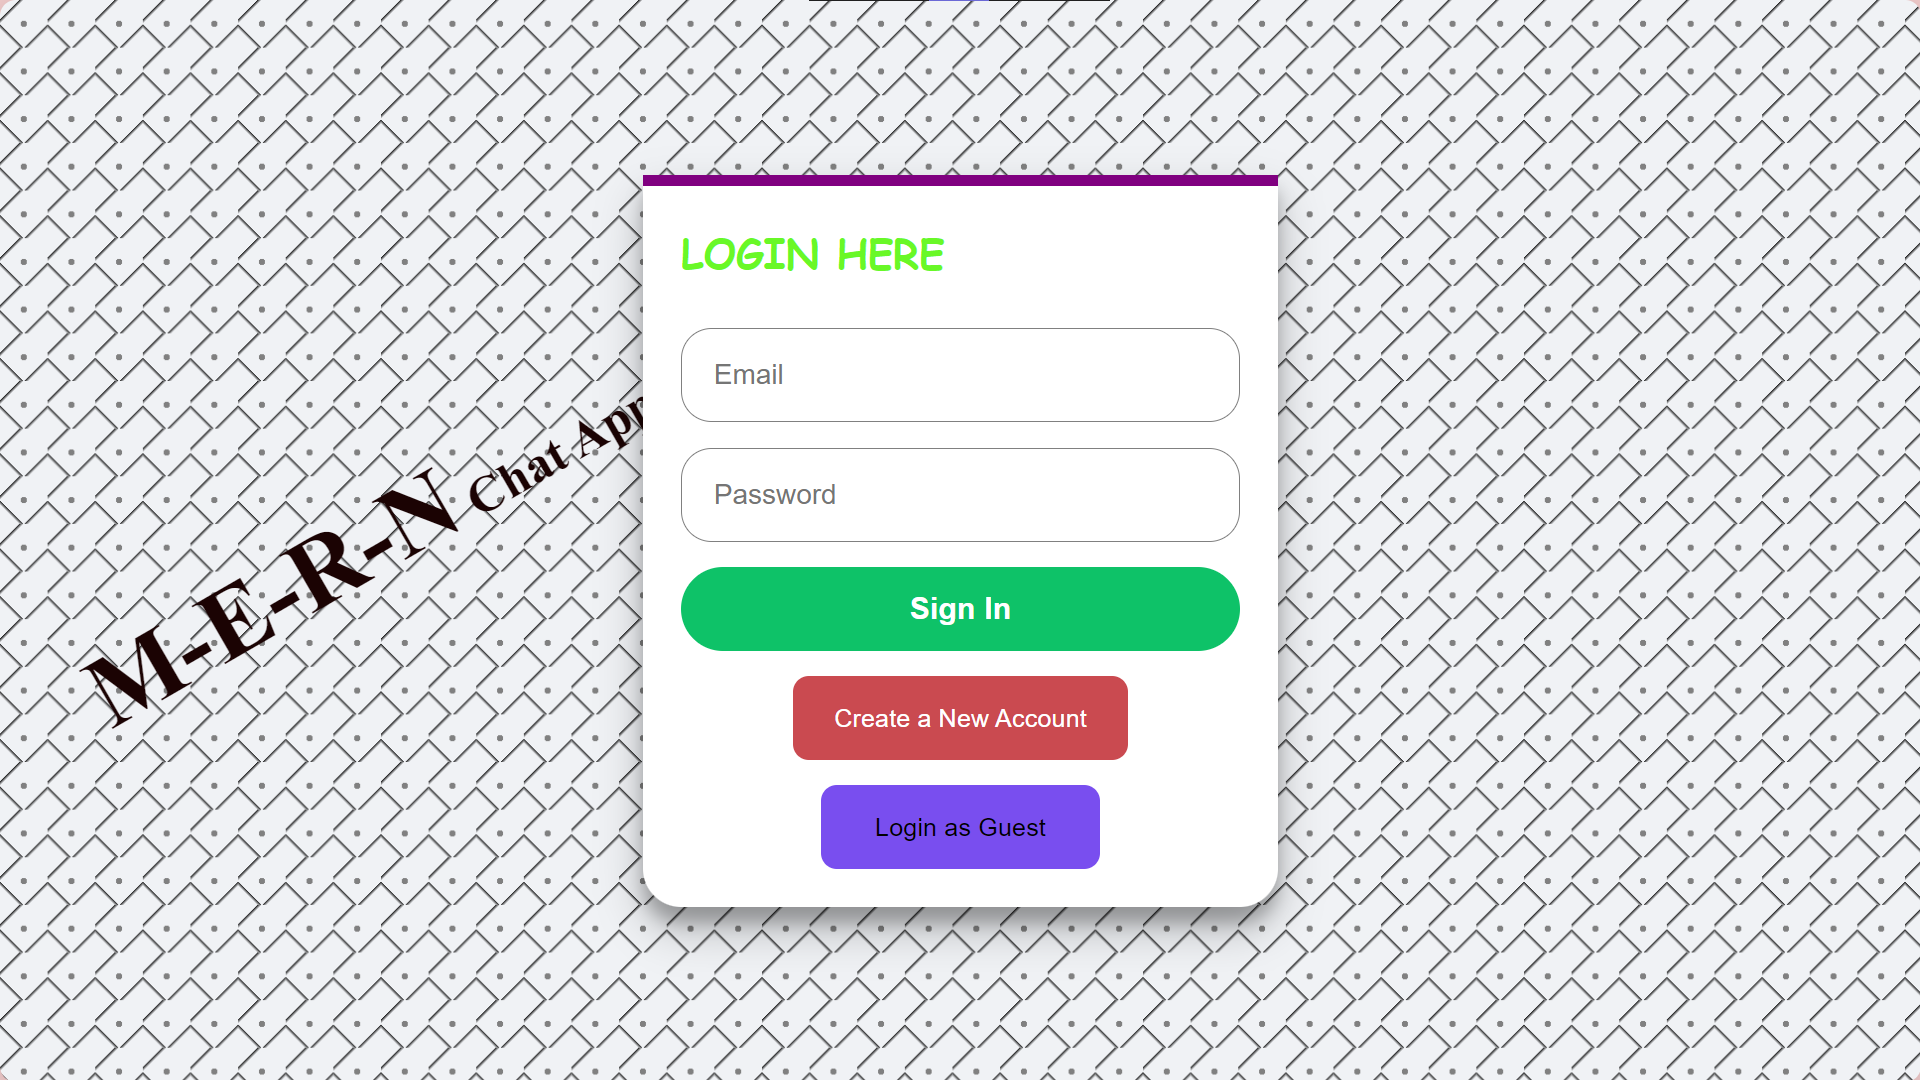 M-E-R-N Chat App
LOGIN HERE
Email
Password
Sign In
Create a New Account
Login as Guest